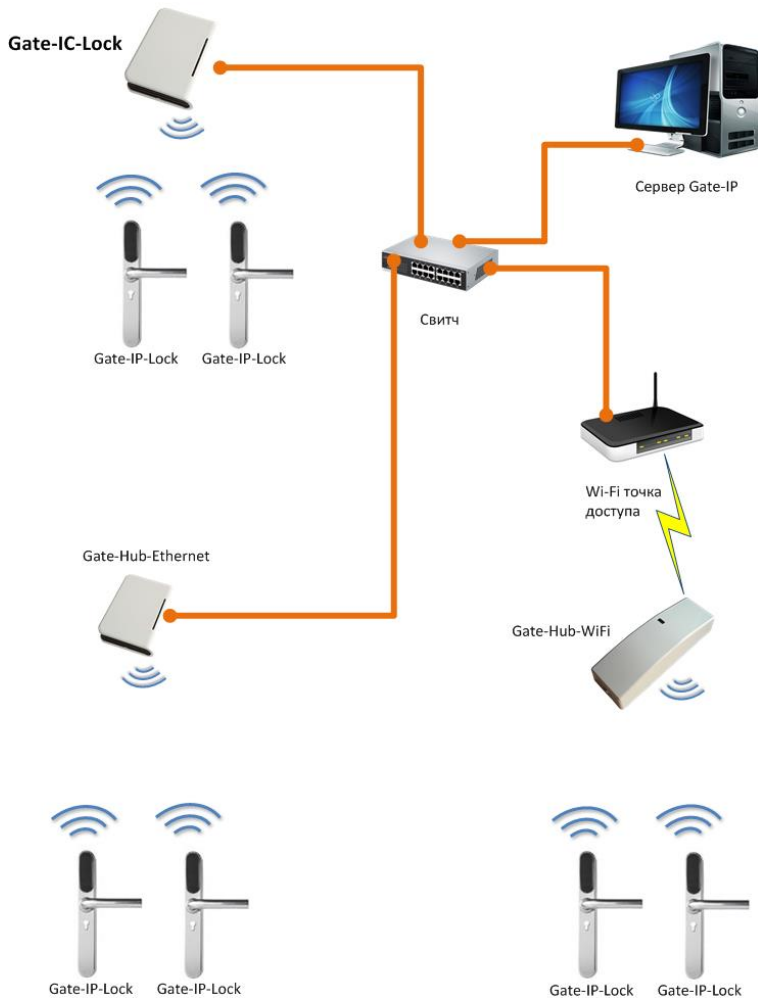 Gate-IC-Lock
Сервер Gate-IP
Свитч
Gate-IP-Lock
Gate-IP-Lock
Wi-Fi точка
доступа
Gate-Hub-Ethernet
Gate-Hub-WiFi
Gate-IP-Lock
Gate-IP-Lock
Gate-IP-Lock
Gate-IP-Lock